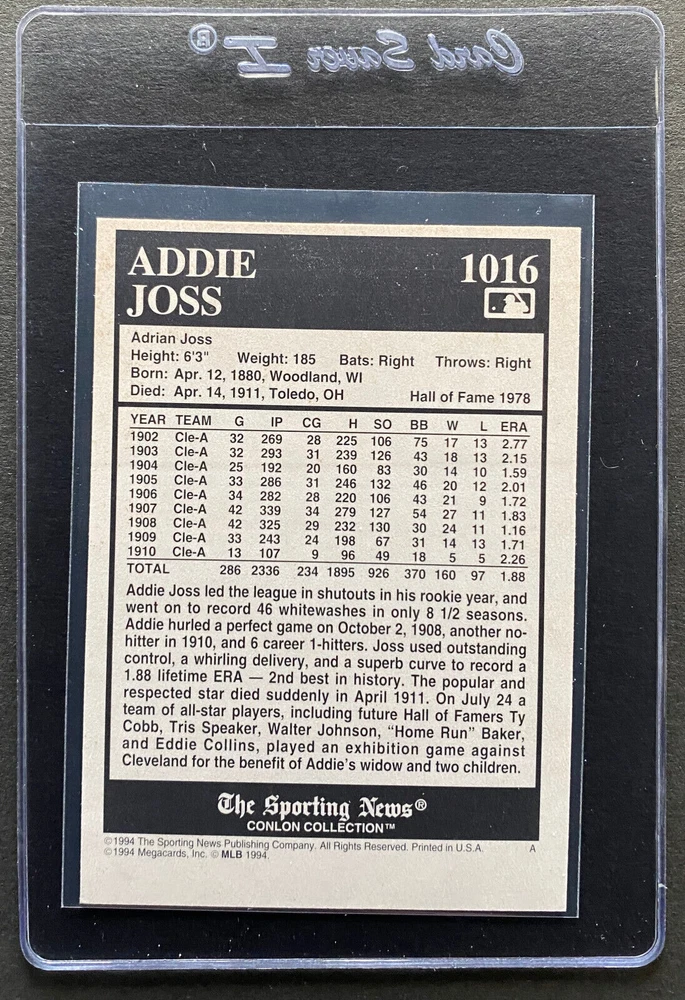 Card Saver I®
ADDIE 1016
JOSS
Adrian Joss
Height: 6'3" Weight: 185 Bats: Right Throws: Right
Born: Apr. 12, 1880, Woodland, WI
Died: Apr. 14, 1911, Toledo, OH Hall of Fame 1978
YEAR TEAM G IP CG H SO BB W L ERA
1902 Cle-A 32 269 28 225 106 75 17 13 2.77
1903 Cle-A 32 293 31 239 126 43 18 13 2.15
1904 Cle-A 25 192 20 160 83 30 14 10 1.59
1905 Cle-A 33 286 31 246 132 46 20 12 2.01
1906 Cle-A 34 282 28 220 106 43 21 9 1.72
1907 Cle-A 42 339 34 279 127 54 27 11 1.83
1908 Cle-A 42 325 29 232 130 30 24 11 1.16
1909 Cle-A 33 243 24 198 67 31 14 13 1.71
1910 Cle-A 13 107 9 96 49 18 5 5 2.26
TOTAL 286 2336 234 1895 926 370 160 97 1.88
Addie Joss led the league in shutouts in his rookie year, and
went on to record 46 whitewashes in only 8 1/2 seasons.
Addie hurled a perfect game on October 2, 1908, another no-
hitter in 1910, and 6 career 1-hitters. Joss used outstanding
control, a whirling delivery, and a superb curve to record a
1.88 lifetime ERA — 2nd best in history. The popular and
respected star died suddenly in April 1911. On July 24 a
team of all-star players, including future Hall of Famers Ty
Cobb, Tris Speaker, Walter Johnson, “Home Run” Baker,
and Eddie Collins, played an exhibition game against
Cleveland for the benefit of Addie’s widow and two children.
The Sporting News®
CONLON COLLECTION™
©1994 The Sporting News Publishing Company. All Rights Reserved. Printed in U.S.A. A
©1994 Megacards, Inc. © MLB 1994